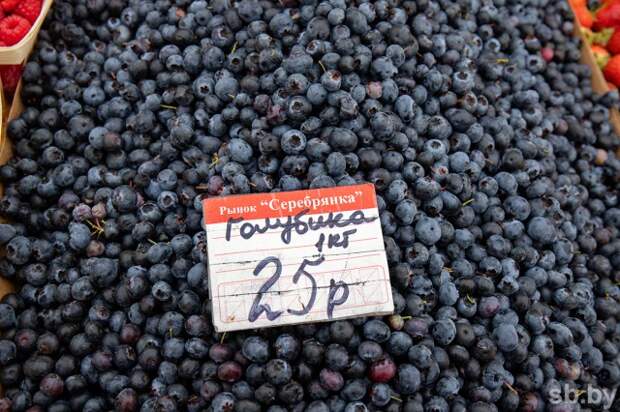 Рынок "Серебрянка"
Голубика
1кг
25р
sb.by